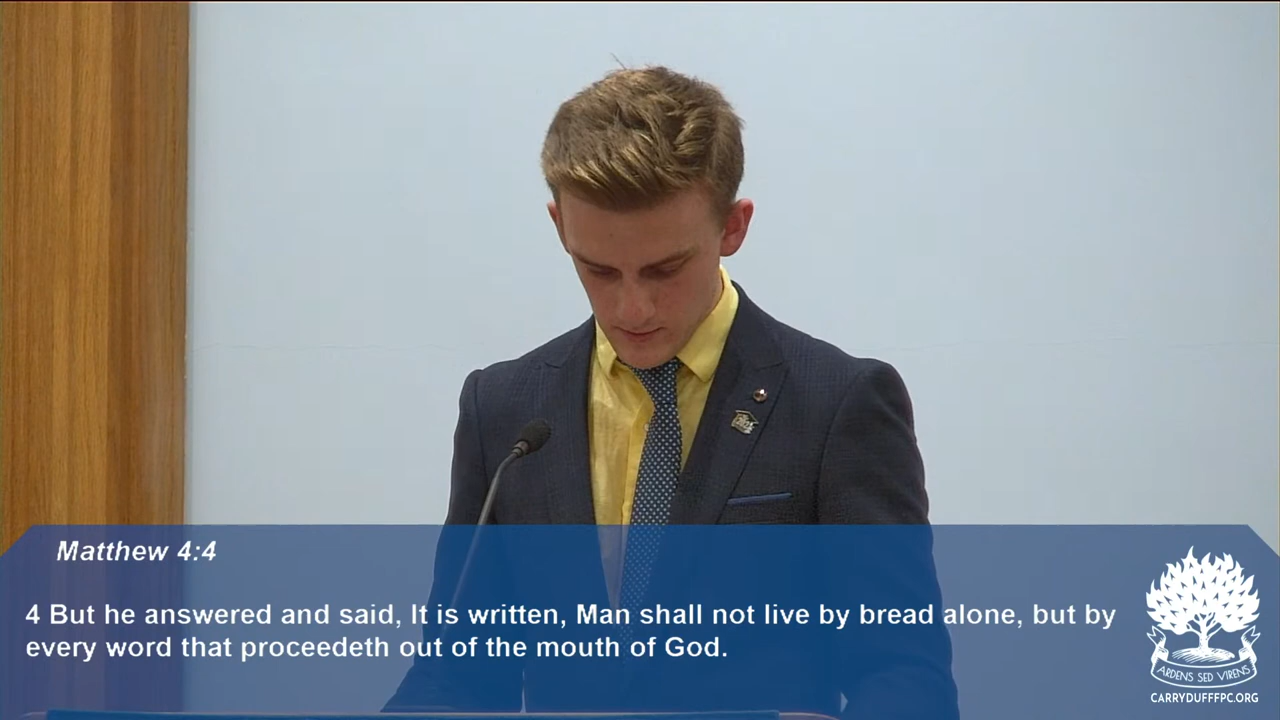 Matthew 4:4
4 But he answered and said, It is written, Man shall not live by bread alone, but by
every word that proceedeth out of the mouth of God.
ARDENS SED VIRENS
CARRYDUFFFPC.ORG